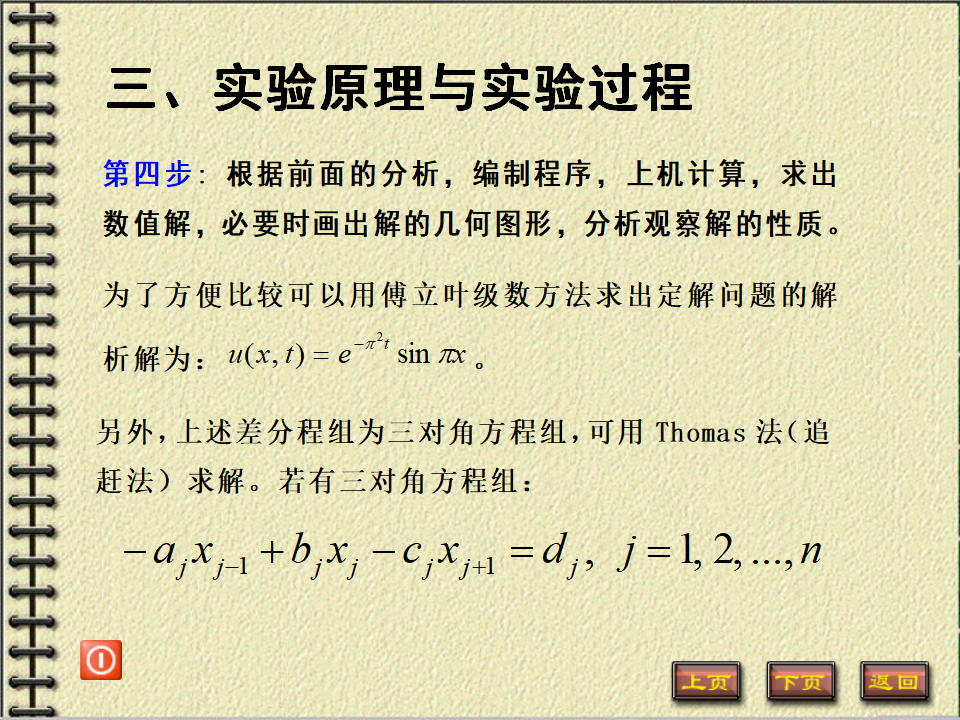 三、实验原理与实验过程
第四步：根据前面的分析，编制程序，上机计算，求出
数值解，必要时画出解的几何图形，分析观察解的性质。
为了方便比较可以用傅立叶级数方法求出定解问题的解
析解为：u(x,t) = e^{-π²t} sin πx 。
另外，上述差分程组为三对角方程组，可用 Thomas 法（追
赶法）求解。若有三对角方程组：
−a_j x_{j−1} + b_j x_j − c_j x_{j+1} = d_j, j = 1, 2, ..., n
上页 下页 返回